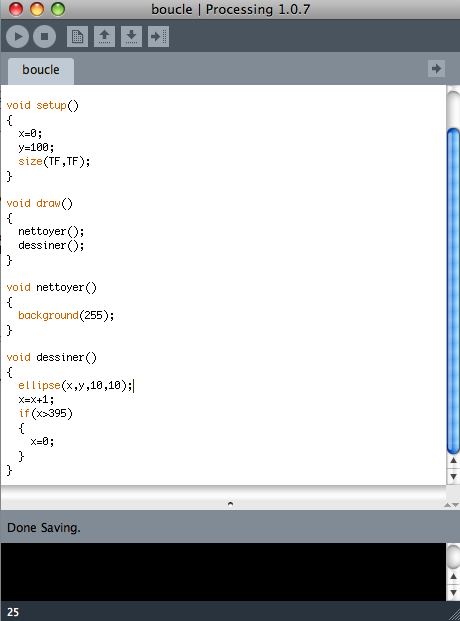 boucle | Processing 1.0.7
boucle
void setup()
{
  x=0;
  y=100;
  size(TF,TF);
}
void draw()
{
  nettoyer();
  dessiner();
}
void nettoyer()
{
  background(255);
}
void dessiner()
{
  ellipse(x,y,10,10);
  x=x+1;
  if(x>395)
  {
    x=0;
  }
}
Done Saving.
25